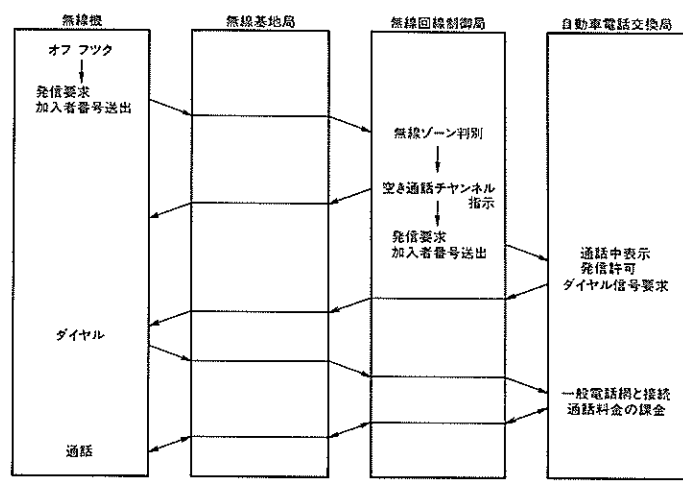 無線機
無線基地局
無線回線制御局
自動車電話交換局
オフ フツク
発信要求
加入者番号送出
無線ゾーン判別
空き通話チヤンネル
指示
発信要求
加入者番号送出
通話中表示
発信許可
ダイヤル信号要求
ダイヤル
一般電話網と接続
通話料金の課金
通話